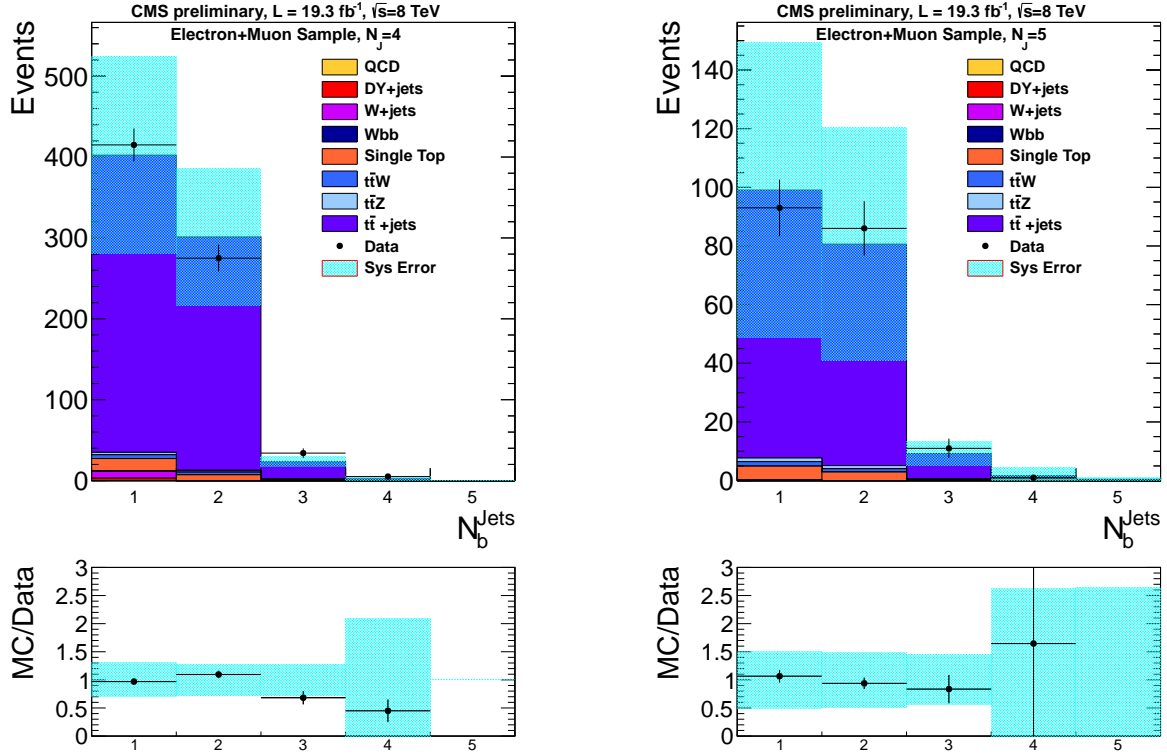 CMS preliminary, L = 19.3 fb⁻¹, √s=8 TeV
Electron+Muon Sample, N_J=4
Events
500
400
300
200
100
0
QCD
DY+jets
W+jets
Wbb
Single Top
tt̄W
tt̄Z
tt̄ +jets
Data
Sys Error
1 2 3 4 5
N_b^Jets
MC/Data
3
2.5
2
1.5
1
0.5
0
1 2 3 4 5
CMS preliminary, L = 19.3 fb⁻¹, √s=8 TeV
Electron+Muon Sample, N_J=5
Events
140
120
100
80
60
40
20
0
QCD
DY+jets
W+jets
Wbb
Single Top
tt̄W
tt̄Z
tt̄ +jets
Data
Sys Error
1 2 3 4 5
N_b^Jets
MC/Data
3
2.5
2
1.5
1
0.5
0
1 2 3 4 5